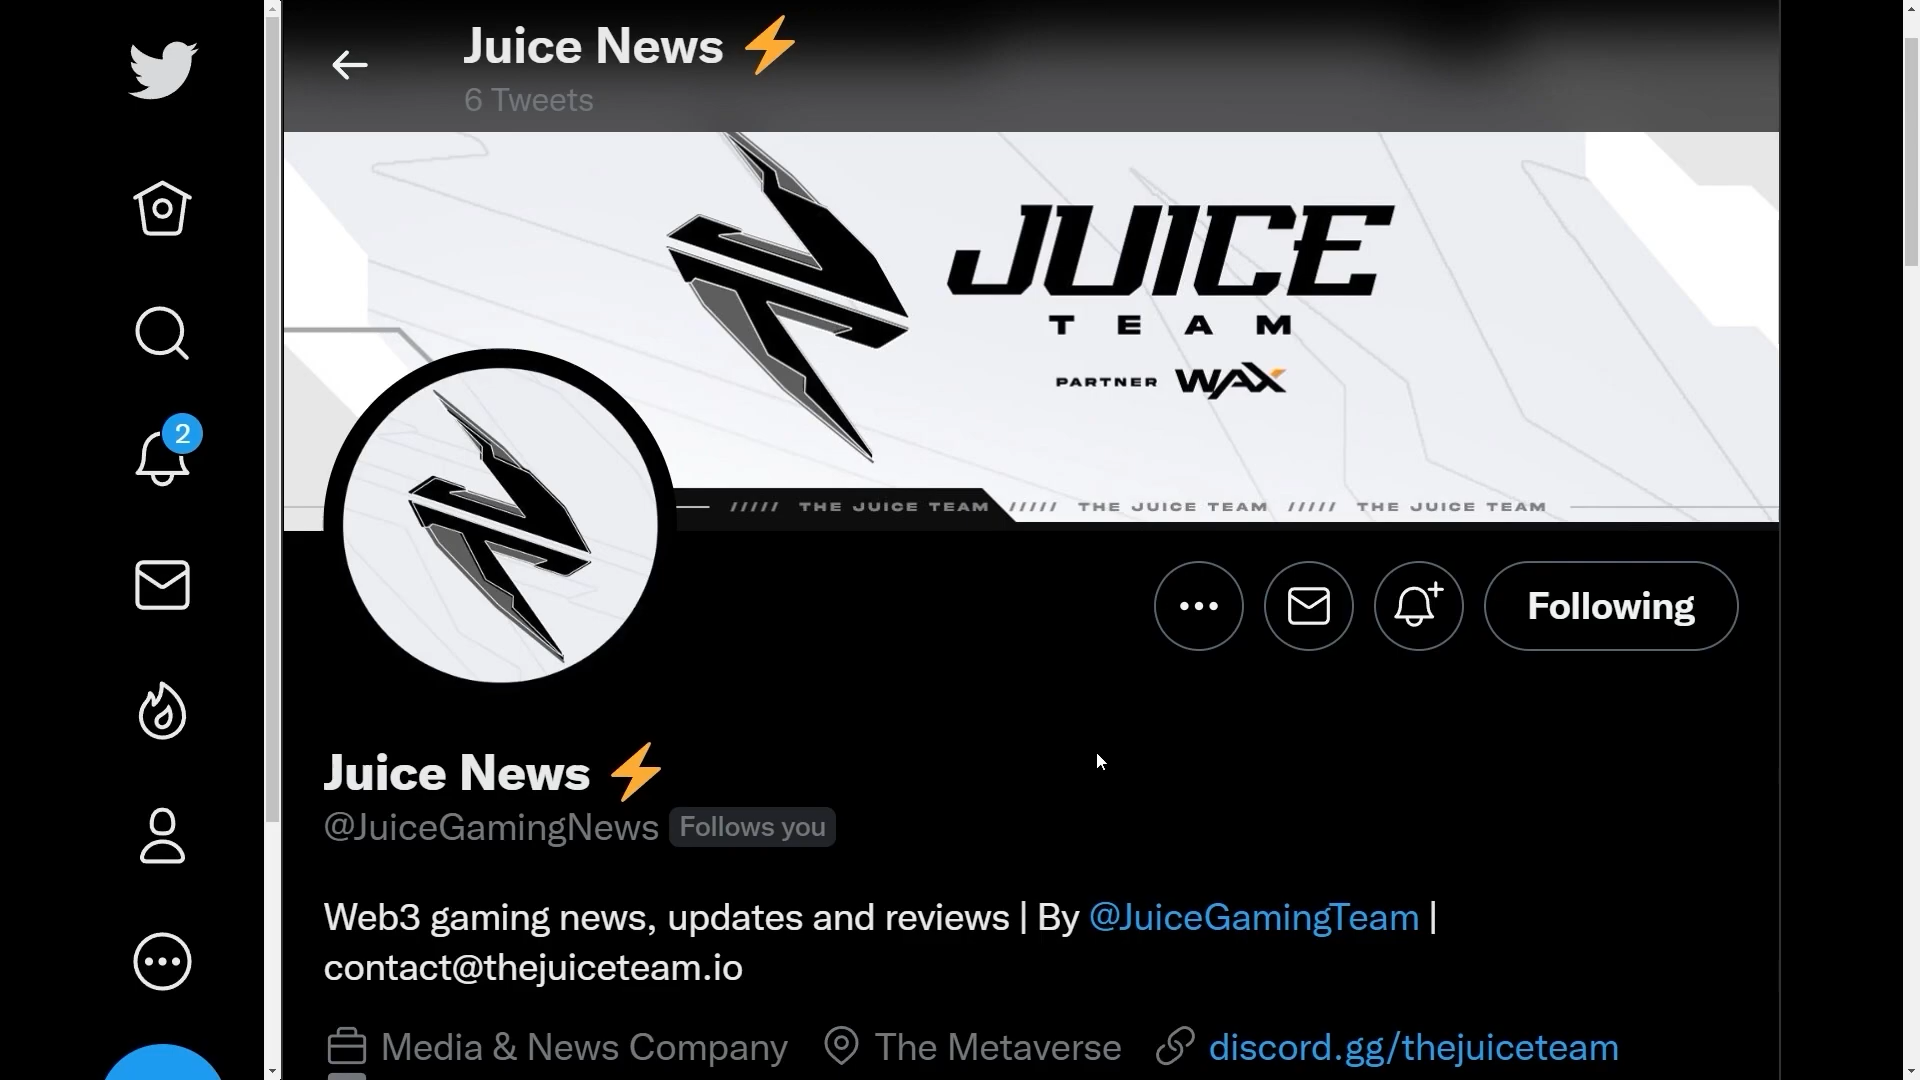 Juice News ⚡
6 Tweets
JUICE
TEAM
PARTNER WAX
///// THE JUICE TEAM ///// THE JUICE TEAM ///// THE JUICE TEAM
2
Following
Juice News ⚡
@JuiceGamingNews Follows you
Web3 gaming news, updates and reviews | By @JuiceGamingTeam |
contact@thejuiceteam.io
Media & News Company The Metaverse discord.gg/thejuiceteam